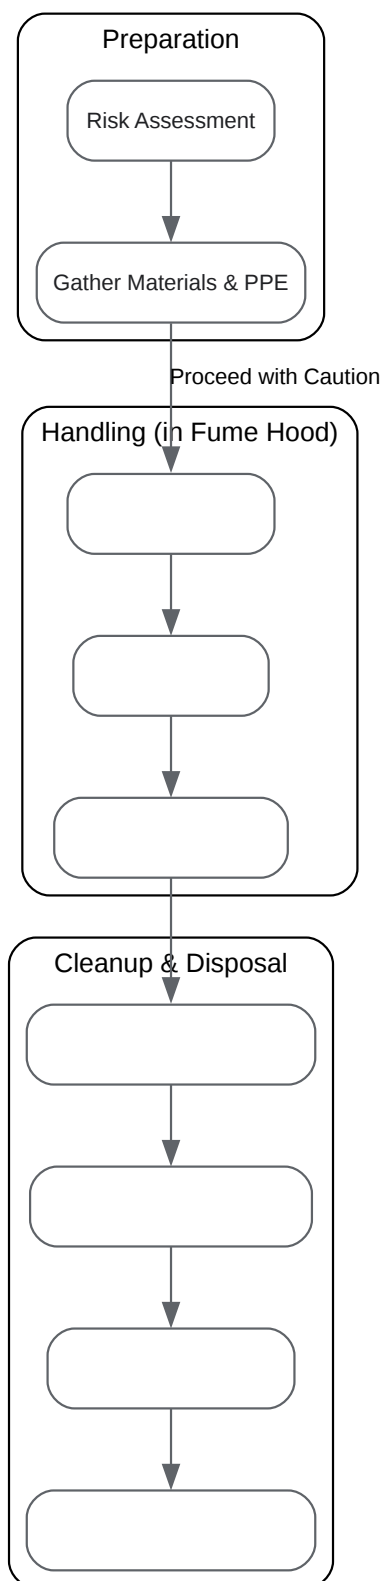 Preparation
Risk Assessment
Gather Materials & PPE
Proceed with Caution
Handling (in Fume Hood)
Cleanup & Disposal